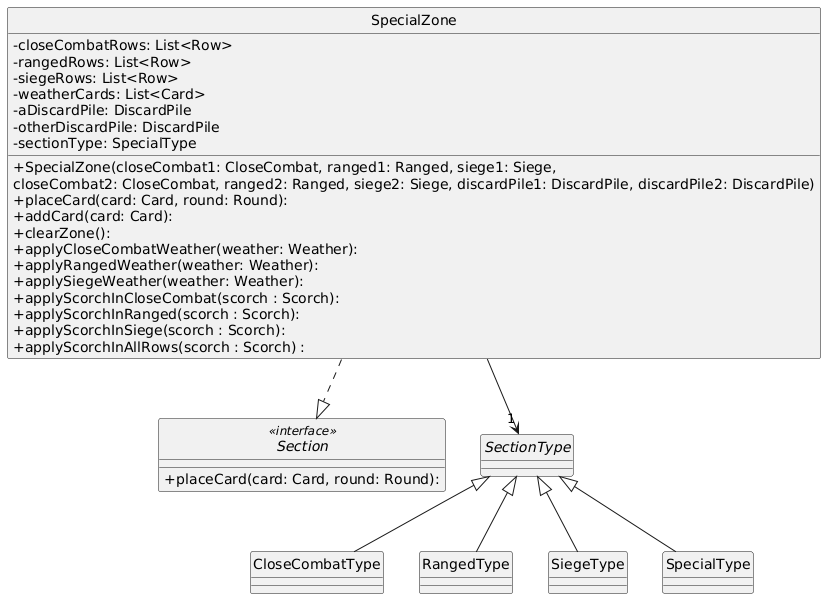 SpecialZone
-closeCombatRows: List<Row>
-rangedRows: List<Row>
-siegeRows: List<Row>
-weatherCards: List<Card>
-aDiscardPile: DiscardPile
-otherDiscardPile: DiscardPile
-sectionType: SpecialType
+SpecialZone(closeCombat1: CloseCombat, ranged1: Ranged, siege1: Siege,
closeCombat2: CloseCombat, ranged2: Ranged, siege2: Siege, discardPile1: DiscardPile, discardPile2: DiscardPile)
+placeCard(card: Card, round: Round):
+addCard(card: Card):
+clearZone():
+applyCloseCombatWeather(weather: Weather):
+applyRangedWeather(weather: Weather):
+applySiegeWeather(weather: Weather):
+applyScorchInCloseCombat(scorch : Scorch):
+applyScorchInRanged(scorch : Scorch):
+applyScorchInSiege(scorch : Scorch):
+applyScorchInAllRows(scorch : Scorch) :
1
«interface»
Section
+placeCard(card: Card, round: Round):
SectionType
CloseCombatType
RangedType
SiegeType
SpecialType